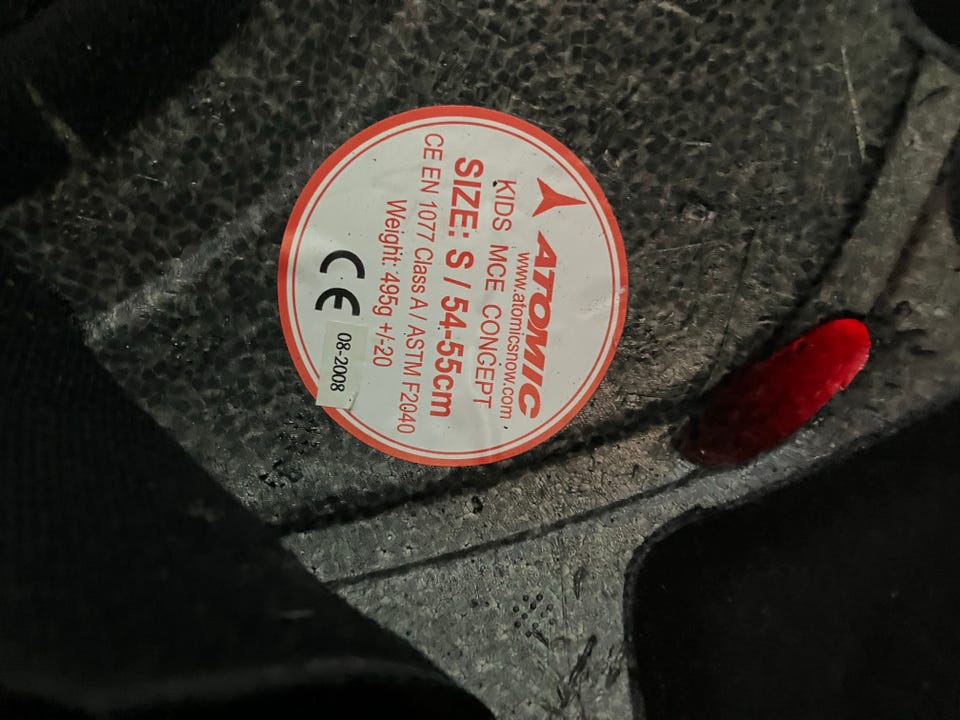 ATOMIC
www.atomicsnow.com
KIDS MCE CONCEPT
SIZE: S / 54-55cm
CE EN 1077 Class A / ASTM F2040
Weight: 495g +/-20
CE
08-2008